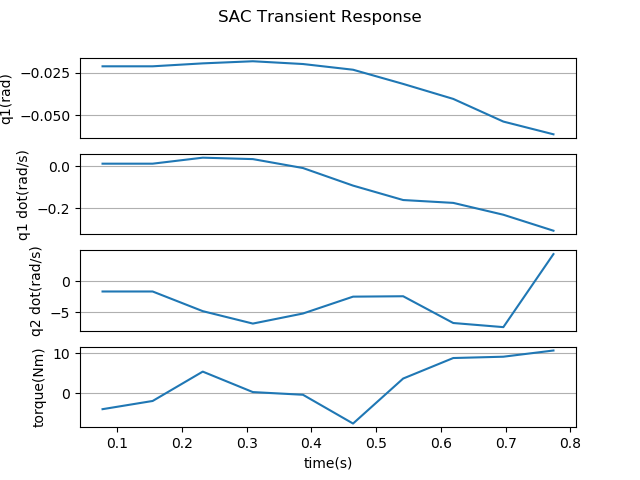 SAC Transient Response
q1(rad)
−0.025
−0.050
q1 dot(rad/s)
0.0
−0.2
q2 dot(rad/s)
0
−5
torque(Nm)
10
0
0.1 0.2 0.3 0.4 0.5 0.6 0.7 0.8
time(s)